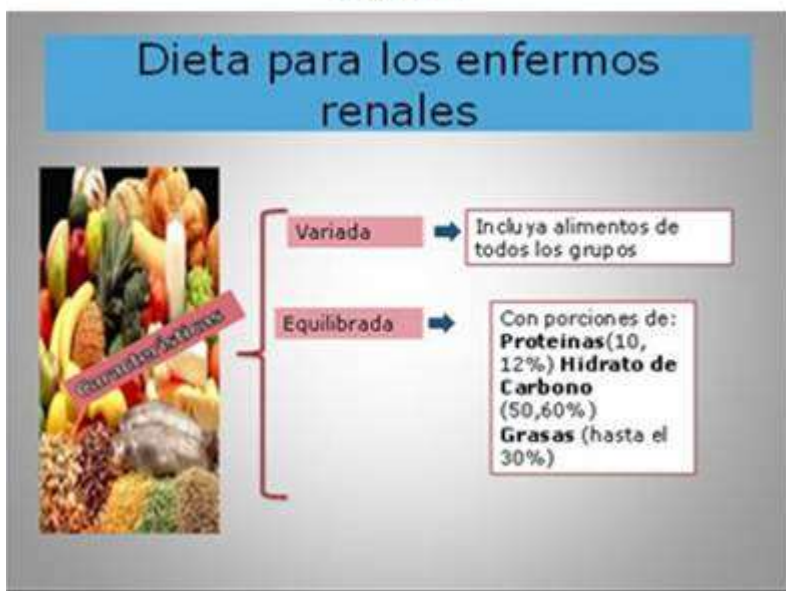 Dieta para los enfermos
renales
Características
Variada
Incluya alimentos de
todos los grupos
Equilibrada
Con porciones de:
Proteinas(10,
12%) Hidrato de
Carbono
(50,60%)
Grasas (hasta el
30%)